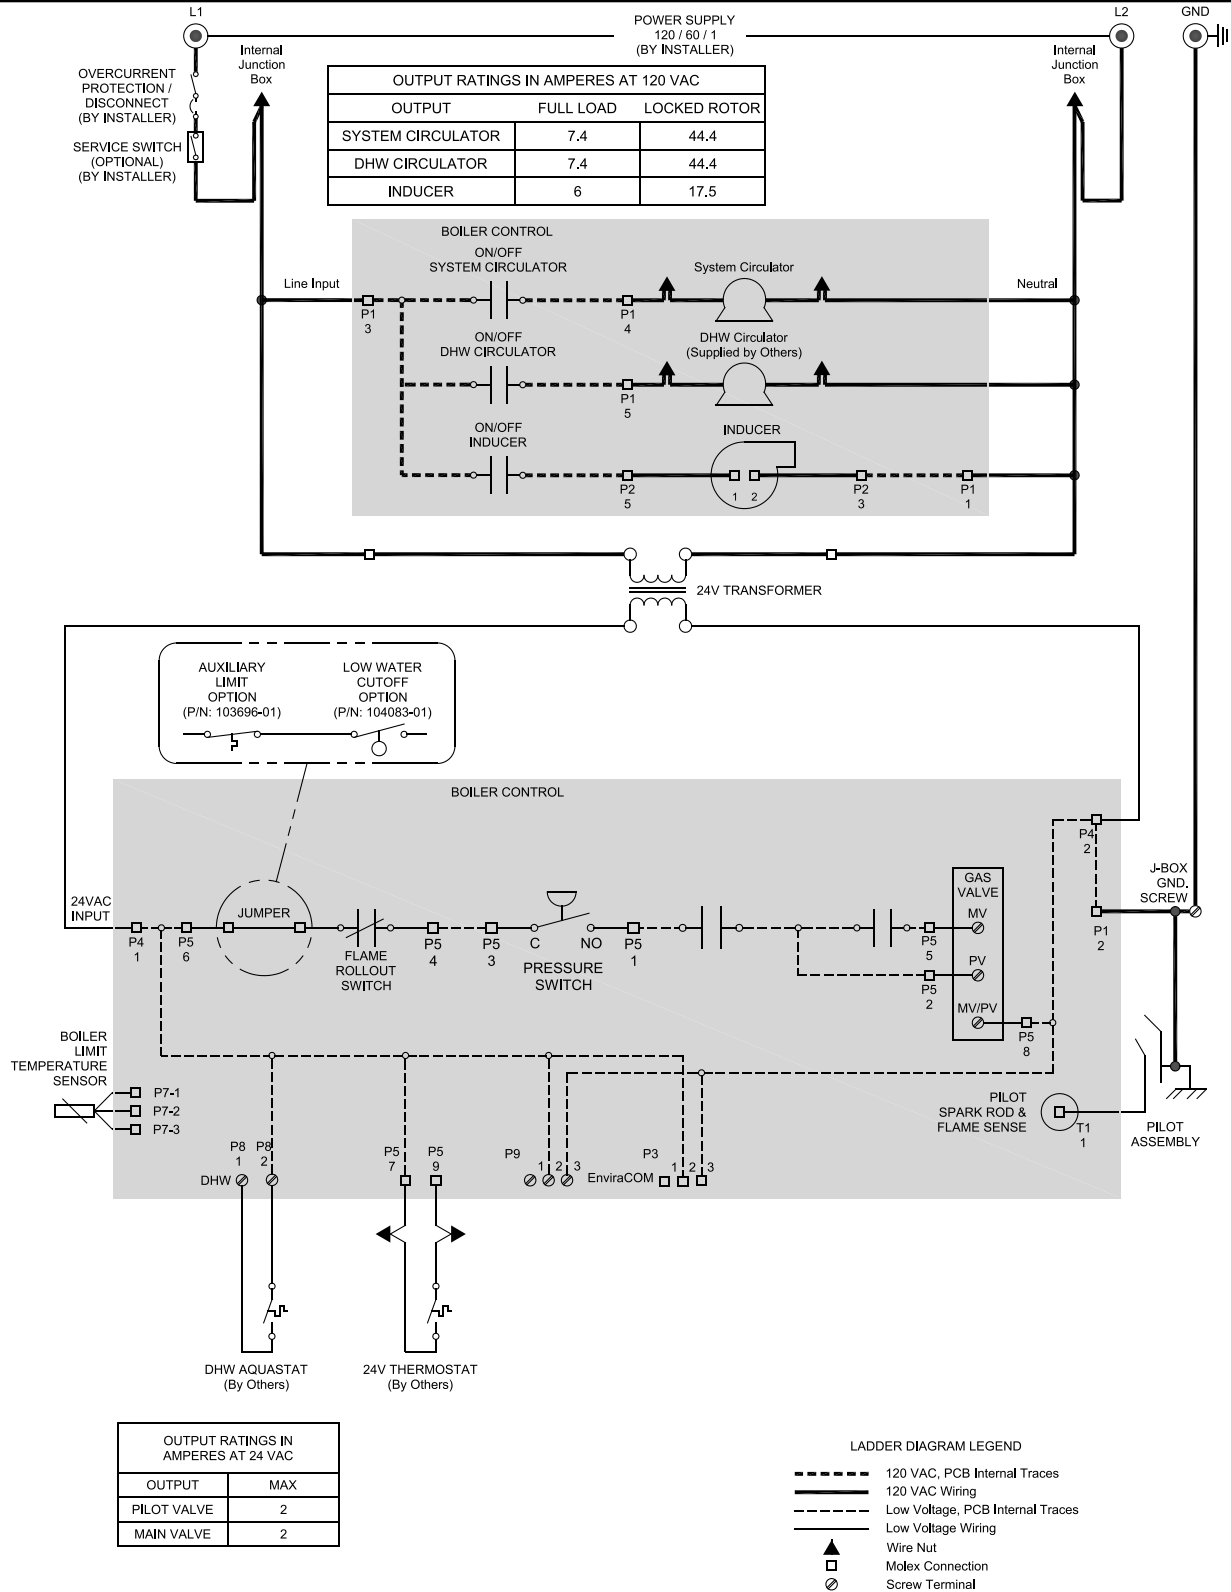 L1
POWER SUPPLY
120 / 60 / 1
(BY INSTALLER)
L2
GND
Internal
Junction
Box
Internal
Junction
Box
OVERCURRENT
PROTECTION /
DISCONNECT
(BY INSTALLER)
SERVICE SWITCH
(OPTIONAL)
(BY INSTALLER)
OUTPUT RATINGS IN AMPERES AT 120 VAC
OUTPUT FULL LOAD LOCKED ROTOR
SYSTEM CIRCULATOR 7.4 44.4
DHW CIRCULATOR 7.4 44.4
INDUCER 6 17.5
BOILER CONTROL
ON/OFF
SYSTEM CIRCULATOR
System Circulator
Line Input
Neutral
P1
3
P1
4
ON/OFF
DHW CIRCULATOR
DHW Circulator
(Supplied by Others)
P1
5
ON/OFF
INDUCER
INDUCER
P2
5
1 2
P2
3
P1
1
24V TRANSFORMER
AUXILIARY
LIMIT
OPTION
(P/N: 103696-01)
LOW WATER
CUTOFF
OPTION
(P/N: 104083-01)
BOILER CONTROL
P4
2
J-BOX
GND.
SCREW
24VAC
INPUT
P4
1
P5
6
JUMPER
FLAME
ROLLOUT
SWITCH
P5
4
P5
3
C NO
PRESSURE
SWITCH
P5
1
GAS
VALVE
MV
PV
MV/PV
P5
5
P5
2
P5
8
P1
2
BOILER
LIMIT
TEMPERATURE
SENSOR
P7-1
P7-2
P7-3
PILOT
SPARK ROD &
FLAME SENSE
T1
1
PILOT
ASSEMBLY
P8
1
P8
2
DHW
P5
7
P5
9
P9
1 2 3
P3
EnviraCOM
1 2 3
DHW AQUASTAT
(By Others)
24V THERMOSTAT
(By Others)
OUTPUT RATINGS IN
AMPERES AT 24 VAC
OUTPUT MAX
PILOT VALVE 2
MAIN VALVE 2
LADDER DIAGRAM LEGEND
120 VAC, PCB Internal Traces
120 VAC Wiring
Low Voltage, PCB Internal Traces
Low Voltage Wiring
Wire Nut
Molex Connection
Screw Terminal